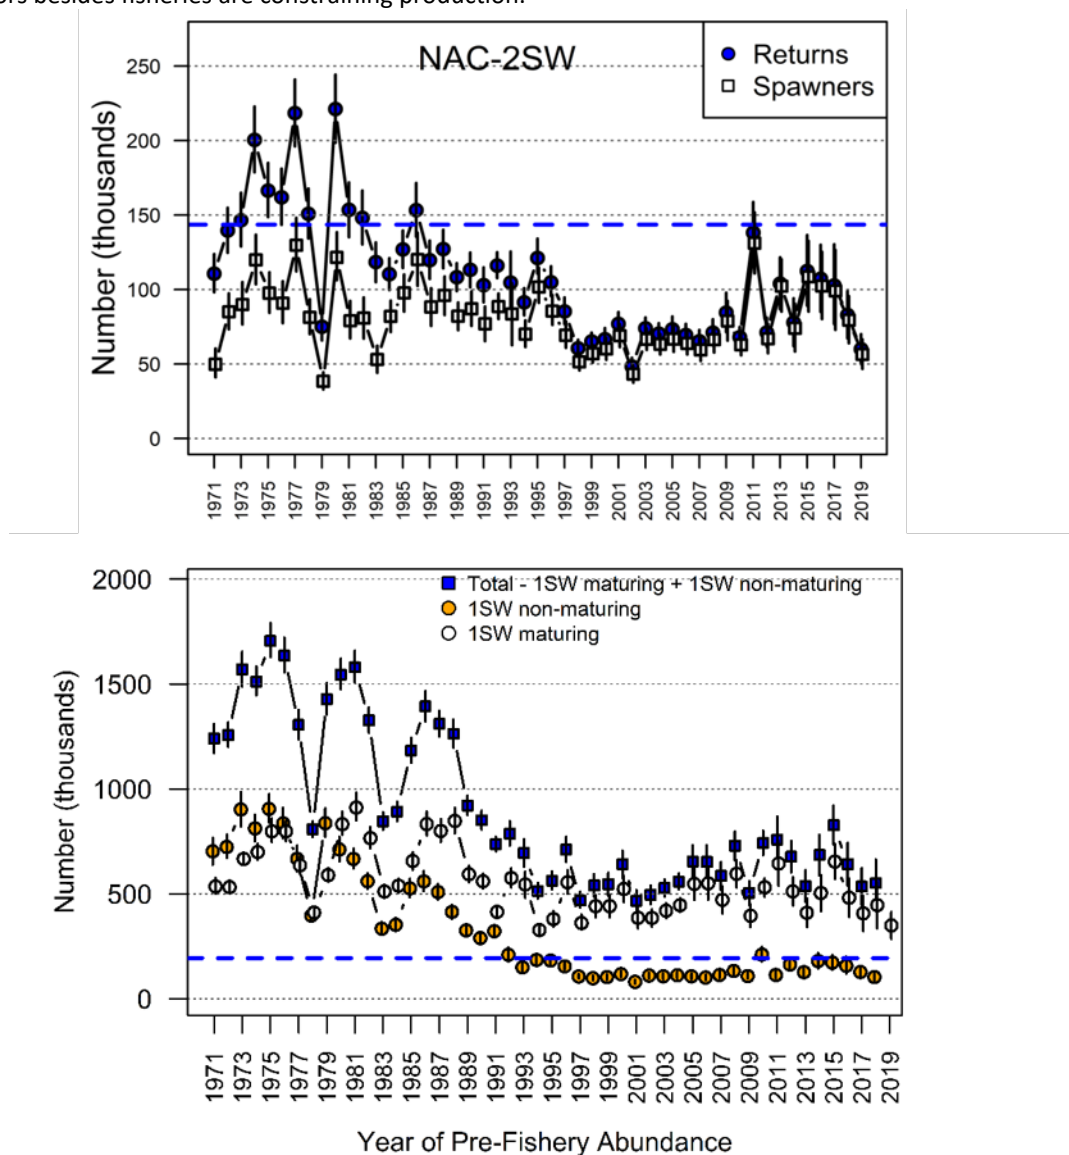 ors besides fisheries are constraining production.
NAC-2SW
Returns
Spawners
Number (thousands)
250
200
150
100
50
0
1971 1973 1975 1977 1979 1981 1983 1985 1987 1989 1991 1993 1995 1997 1999 2001 2003 2005 2007 2009 2011 2013 2015 2017 2019
Total - 1SW maturing + 1SW non-maturing
1SW non-maturing
1SW maturing
Number (thousands)
2000
1500
1000
500
0
1971 1973 1975 1977 1979 1981 1983 1985 1987 1989 1991 1993 1995 1997 1999 2001 2003 2005 2007 2009 2011 2013 2015 2017 2019
Year of Pre-Fishery Abundance